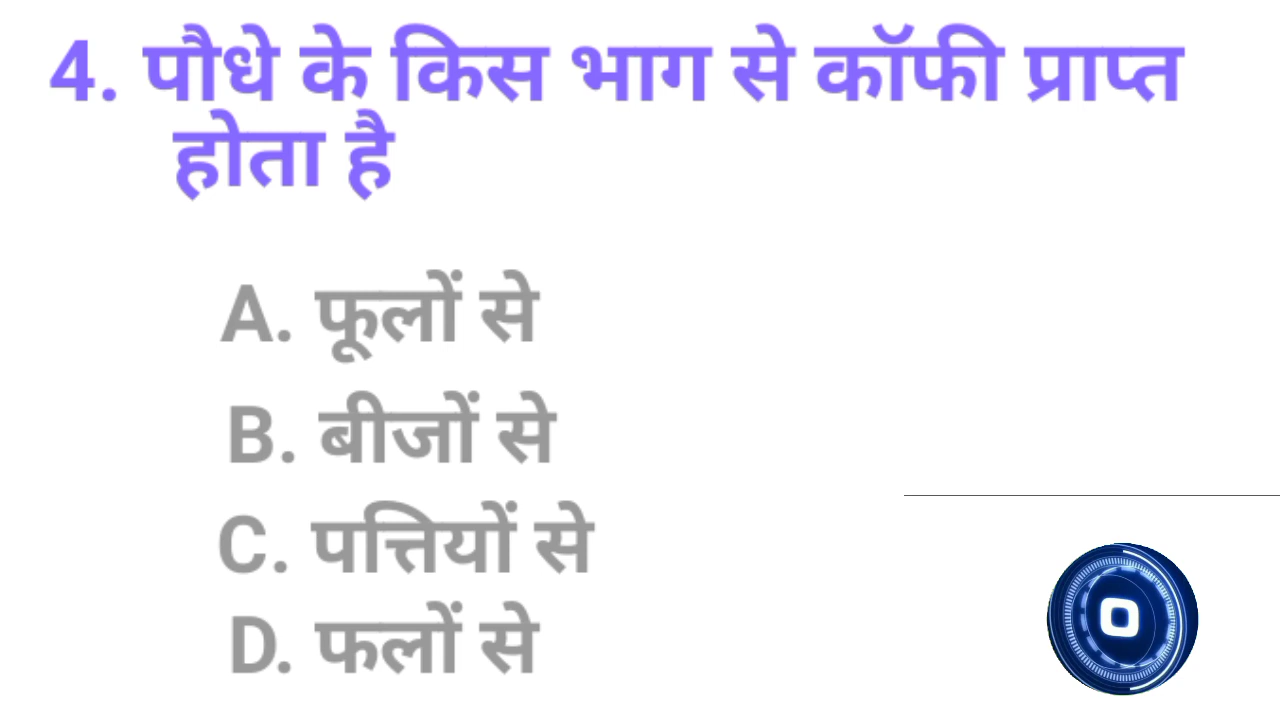 4. पौधे के किस भाग से कॉफी प्राप्त
होता है
A. फूलों से
B. बीजों से
C. पत्तियों से
D. फलों से